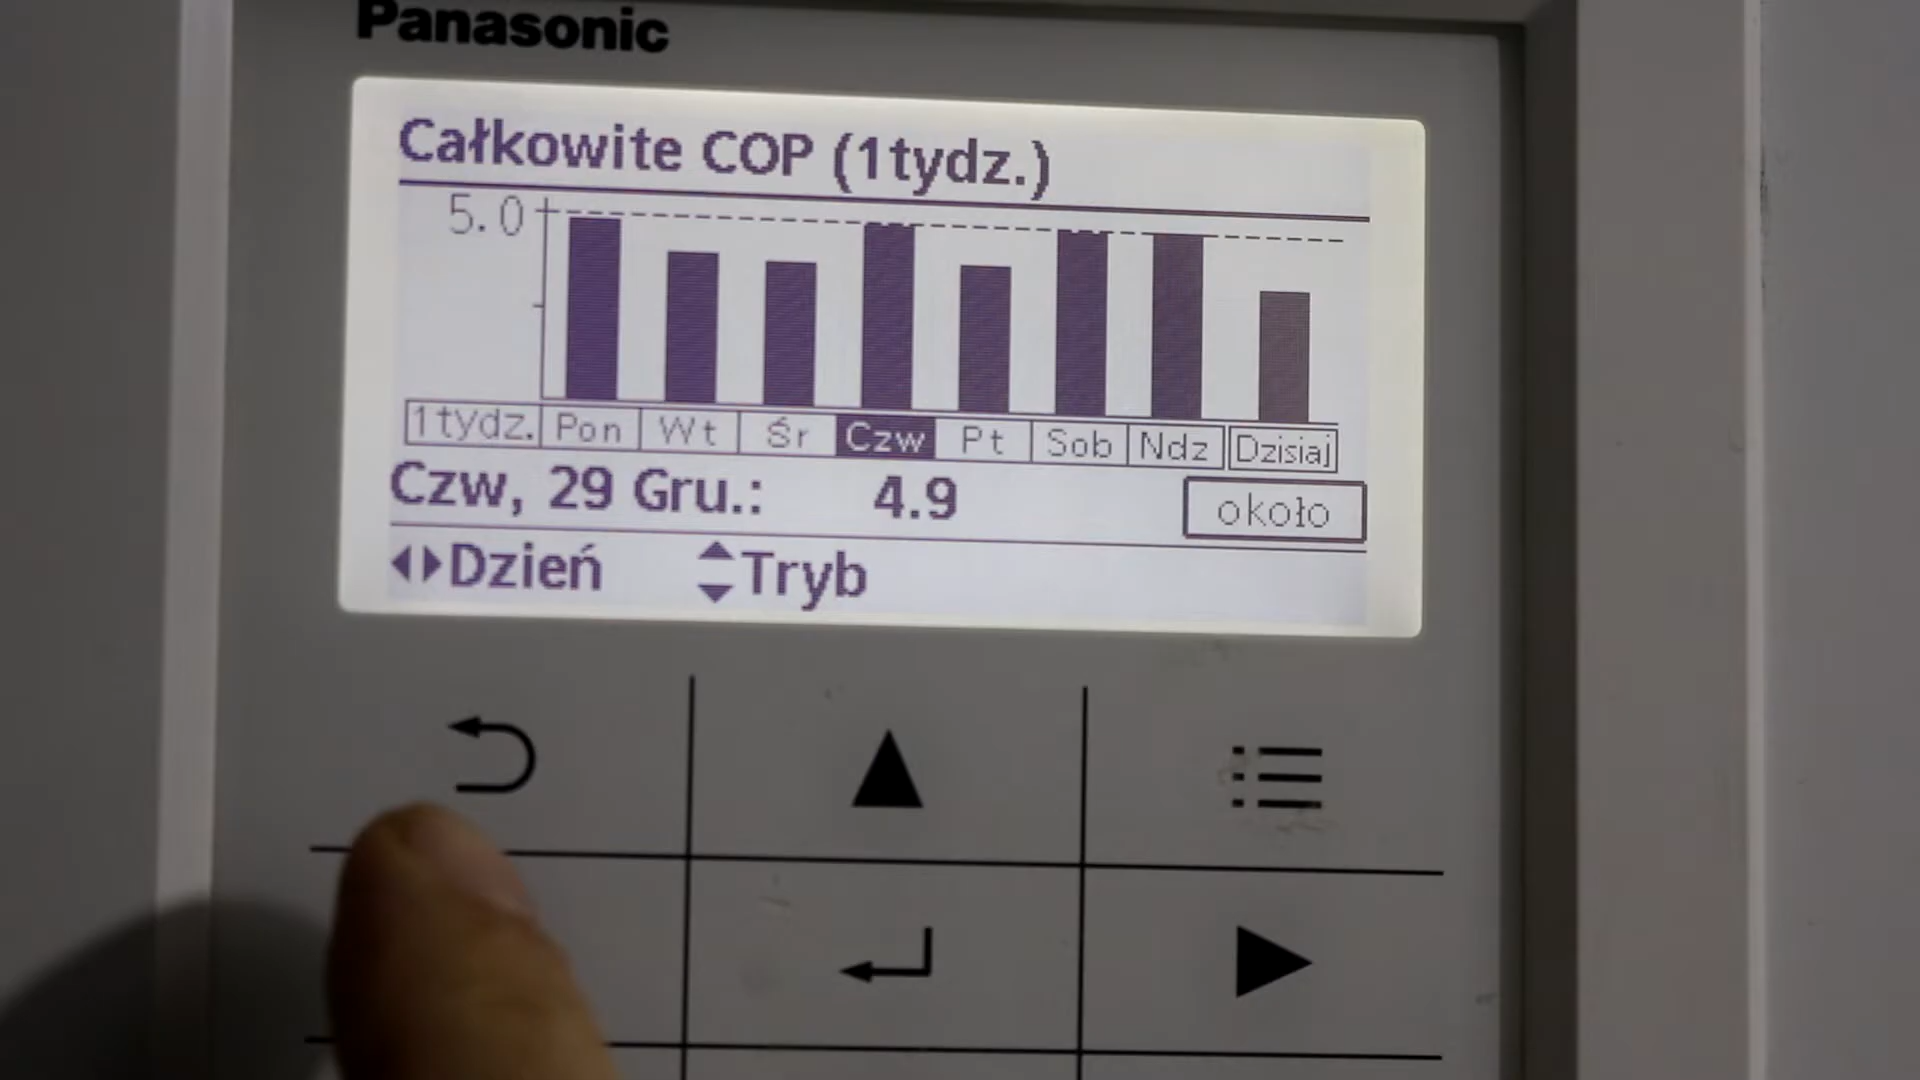 Panasonic
Całkowite COP (1tydz.)
5.0
1tydz. Pon Wt Śr Czw Pt Sob Ndz Dzisiaj
Czw, 29 Gru.: 4.9 około
Dzień Tryb